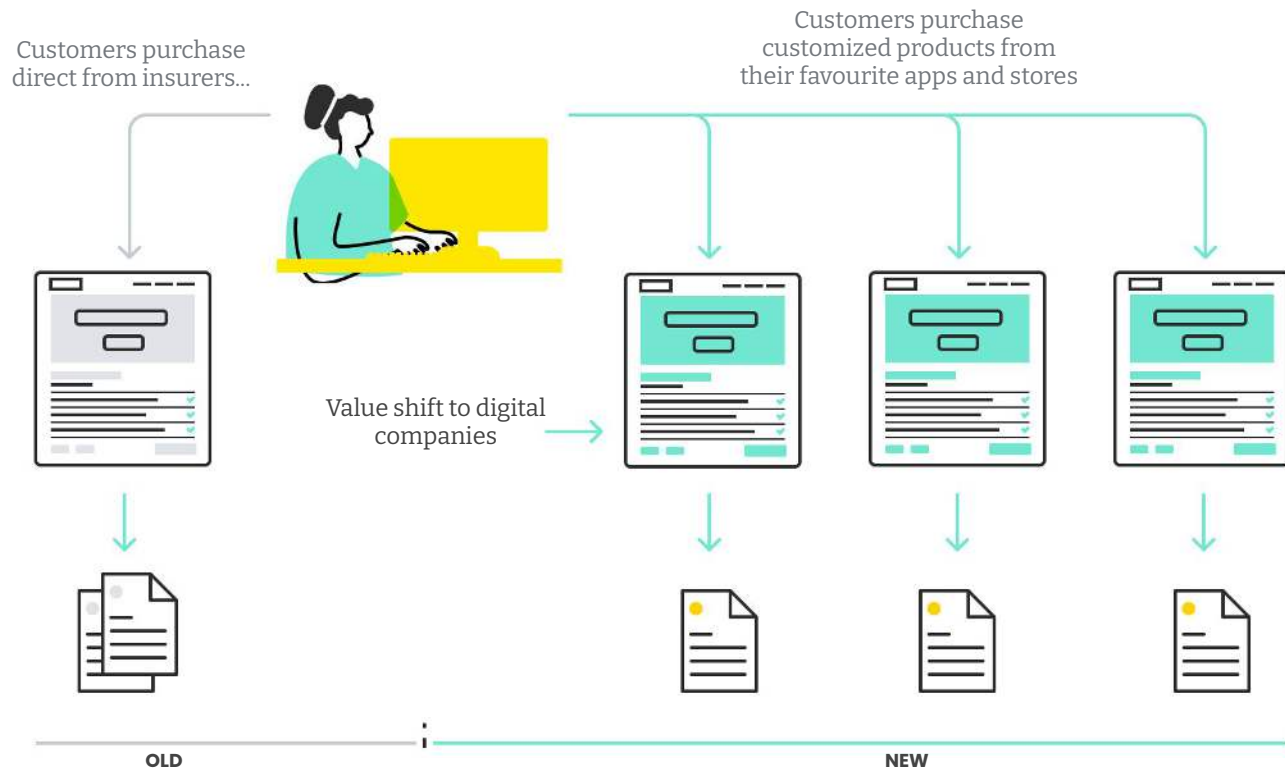 Customers purchase
direct from insurers...
Customers purchase
customized products from
their favourite apps and stores
Value shift to digital
companies
OLD
NEW